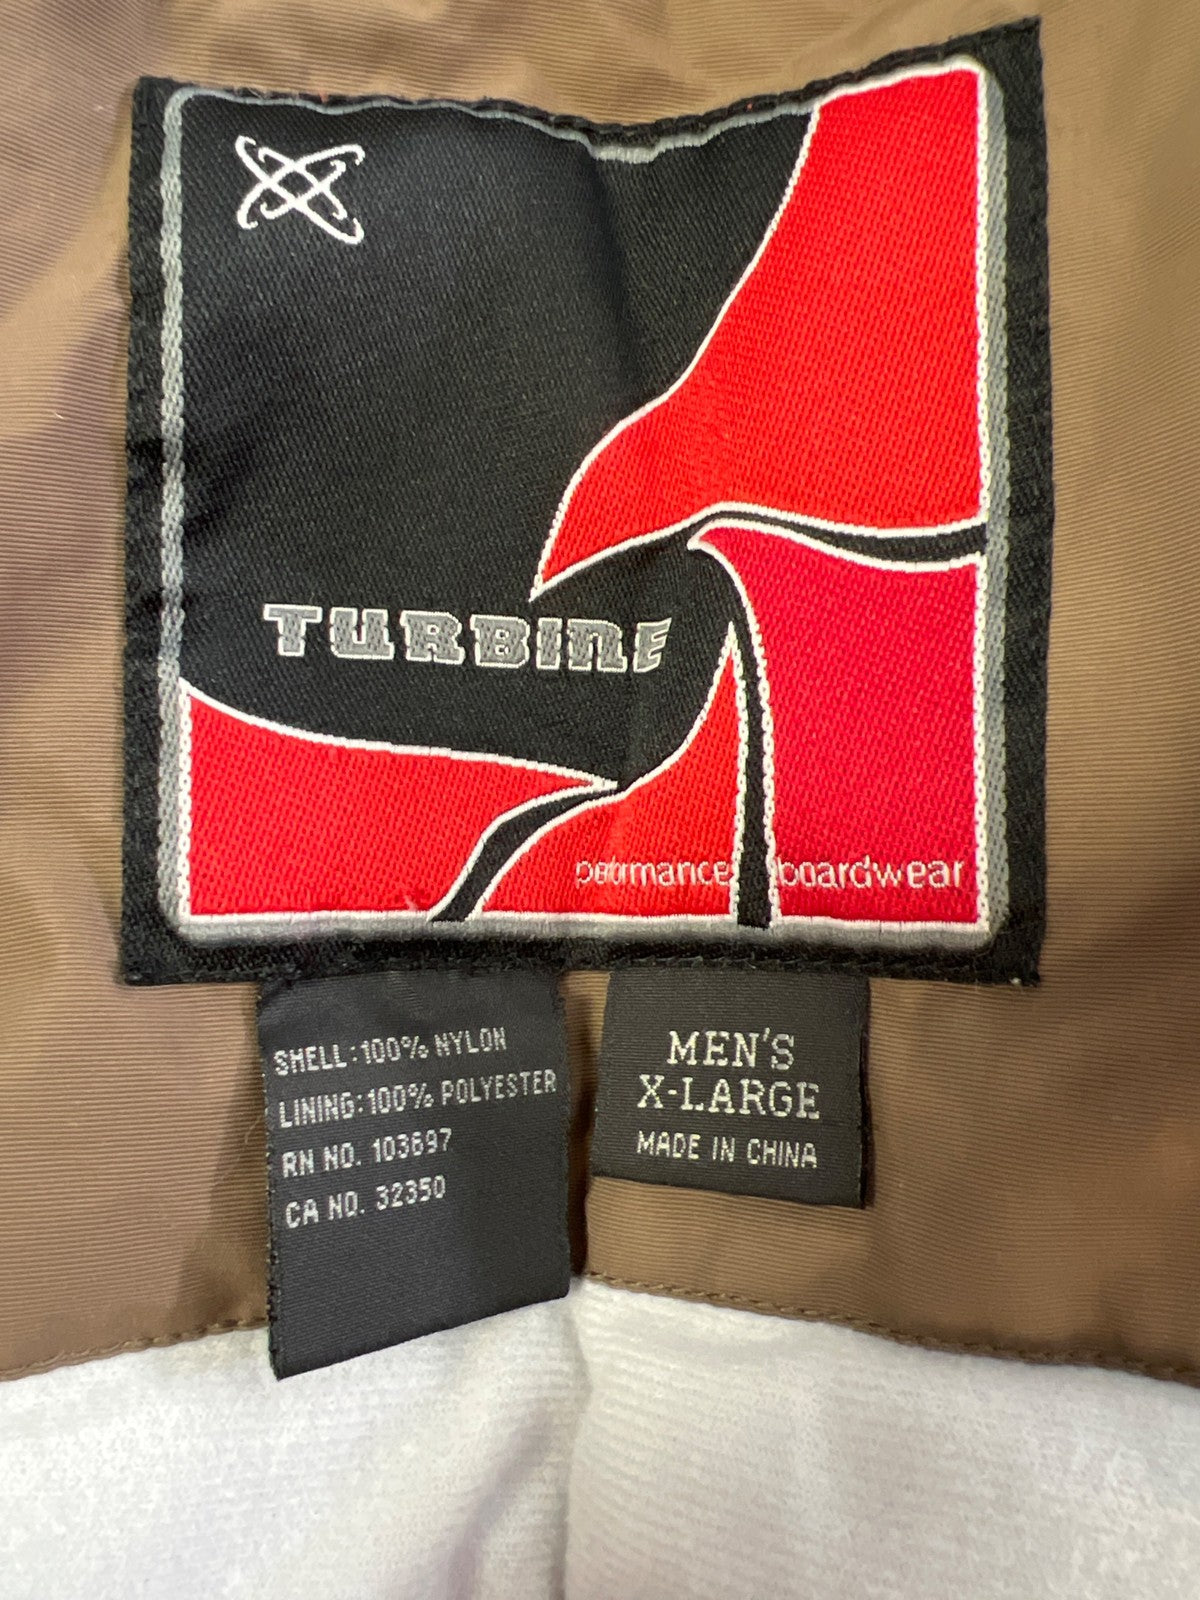 TURBINE
performance boardwear
SHELL:100% NYLON
LINING:100% POLYESTER
RN NO. 103697
CA NO. 32350
MEN'S
X-LARGE
MADE IN CHINA